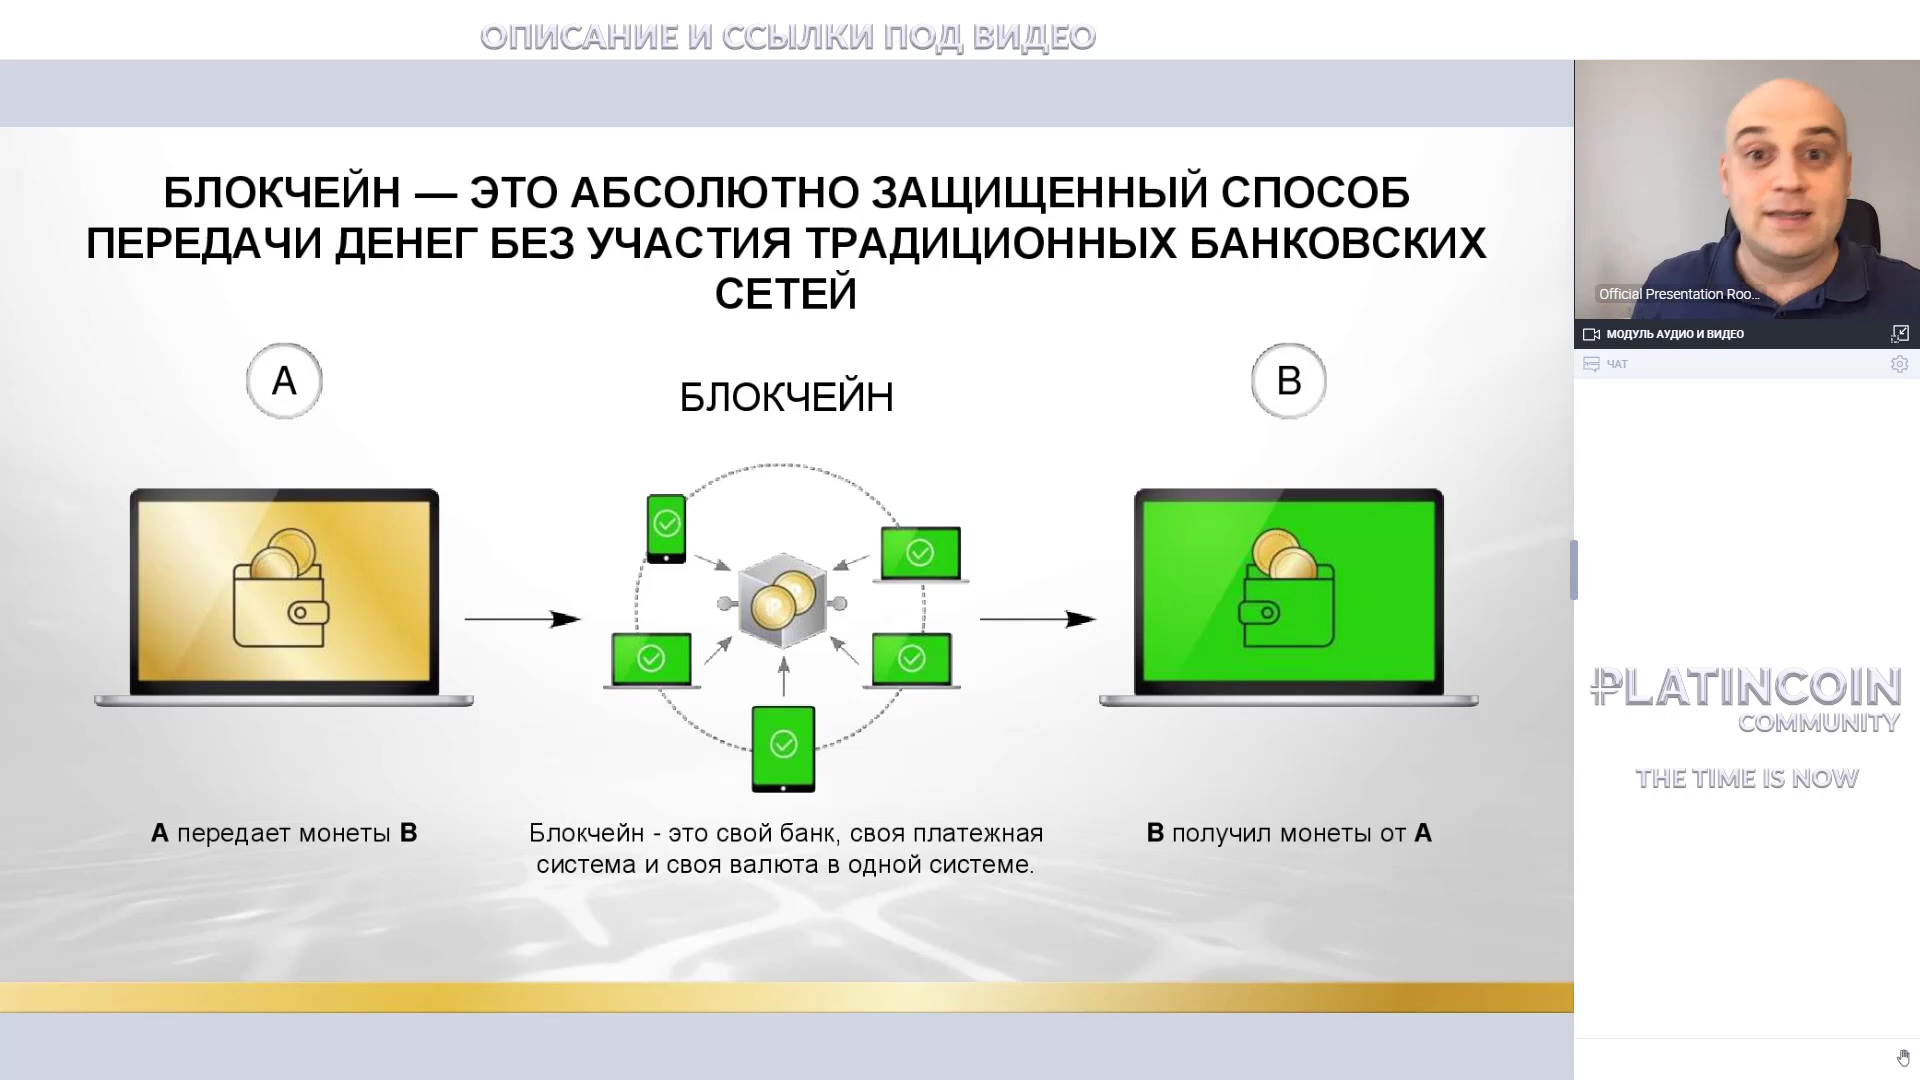 ОПИСАНИЕ И ССЫЛКИ ПОД ВИДЕО
БЛОКЧЕЙН — ЭТО АБСОЛЮТНО ЗАЩИЩЕННЫЙ СПОСОБ
ПЕРЕДАЧИ ДЕНЕГ БЕЗ УЧАСТИЯ ТРАДИЦИОННЫХ БАНКОВСКИХ
СЕТЕЙ
A
БЛОКЧЕЙН
B
А передает монеты В
Блокчейн - это свой банк, своя платежная
система и своя валюта в одной системе.
В получил монеты от А
Official Presentation Roo...
МОДУЛЬ АУДИО И ВИДЕО
ЧАТ
PLATINCOIN
COMMUNITY
THE TIME IS NOW